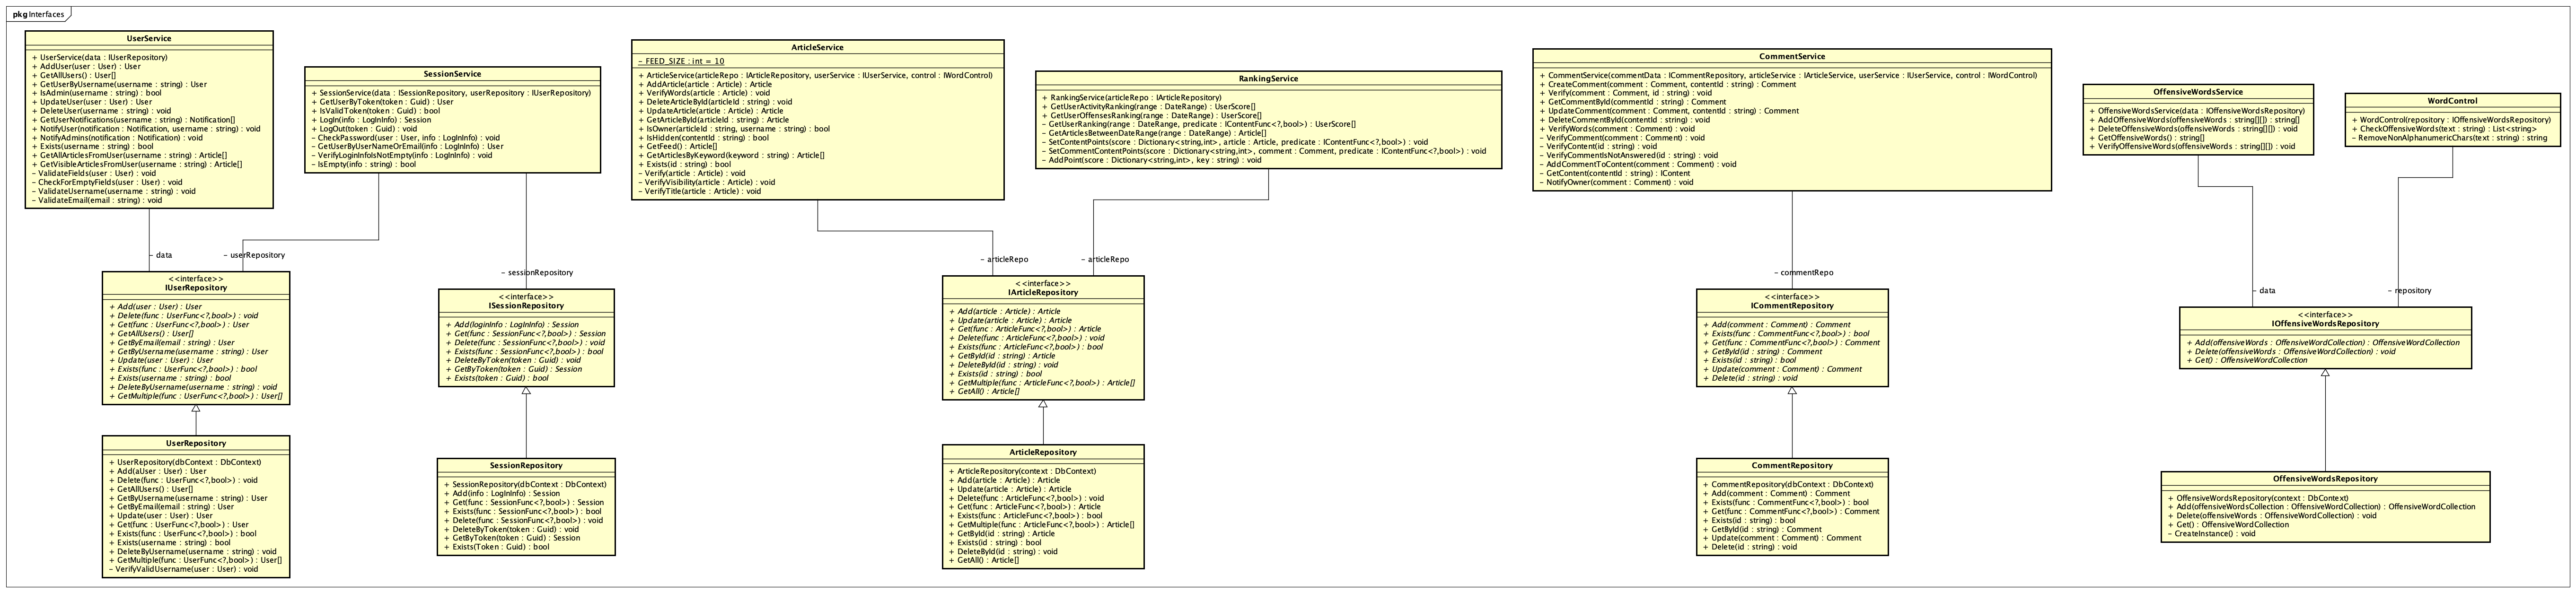 pkg Interfaces
UserService
+ UserService(data : IUserRepository)
+ AddUser(user : User) : User
+ GetAllUsers() : User[]
+ GetUserByUsername(username : string) : User
+ IsAdmin(username : string) : bool
+ UpdateUser(user : User) : User
+ DeleteUser(username : string) : void
+ GetUserNotifications(username : string) : Notification[]
+ NotifyUser(notification : Notification, username : string) : void
+ NotifyAdmins(notification : Notification) : void
+ Exists(username : string) : bool
+ GetAllArticlesFromUser(username : string) : Article[]
+ GetVisibleArticlesFromUser(username : string) : Article[]
- ValidateFields(user : User) : void
- CheckForEmptyFields(user : User) : void
- ValidateUsername(username : string) : void
- ValidateEmail(email : string) : void
SessionService
+ SessionService(data : ISessionRepository, userRepository : IUserRepository)
+ GetUserByToken(token : Guid) : User
+ IsValidToken(token : Guid) : bool
+ LogIn(info : LogInInfo) : Session
+ LogOut(token : Guid) : void
- CheckPassword(user : User, info : LogInInfo) : void
- GetUserByUserNameOrEmail(info : LogInInfo) : User
- VerifyLoginInfoIsNotEmpty(info : LogInInfo) : void
- IsEmpty(info : string) : bool
ArticleService
- FEED_SIZE : int = 10
+ ArticleService(articleRepo : IArticleRepository, userService : IUserService, control : IWordControl)
+ AddArticle(article : Article) : Article
+ VerifyWords(article : Article) : void
+ DeleteArticleById(articleId : string) : void
+ UpdateArticle(article : Article) : Article
+ GetArticleById(articleId : string) : Article
+ IsOwner(articleId : string, username : string) : bool
+ IsHidden(contentId : string) : bool
+ GetFeed() : Article[]
+ GetArticlesByKeyword(keyword : string) : Article[]
+ Exists(id : string) : bool
- Verify(article : Article) : void
- VerifyVisibility(article : Article) : void
- VerifyTitle(article : Article) : void
RankingService
+ RankingService(articleRepo : IArticleRepository)
+ GetUserActivityRanking(range : DateRange) : UserScore[]
+ GetUserOffensesRanking(range : DateRange) : UserScore[]
- GetUserRanking(range : DateRange, predicate : IContentFunc<?,bool>) : UserScore[]
- GetArticlesBetweenDateRange(range : DateRange) : Article[]
- SetContentPoints(score : Dictionary<string,int>, article : Article, predicate : IContentFunc<?,bool>) : void
- SetCommentContentPoints(score : Dictionary<string,int>, comment : Comment, predicate : IContentFunc<?,bool>) : void
- AddPoint(score : Dictionary<string,int>, key : string) : void
CommentService
+ CommentService(commentData : ICommentRepository, articleService : IArticleService, userService : IUserService, control : IWordControl)
+ CreateComment(comment : Comment, contentId : string) : Comment
+ Verify(comment : Comment, id : string) : void
+ GetCommentById(commentId : string) : Comment
+ UpdateComment(comment : Comment, contentId : string) : Comment
+ DeleteCommentById(contentId : string) : void
+ VerifyWords(comment : Comment) : void
- VerifyComment(comment : Comment) : void
- VerifyContent(id : string) : void
- VerifyCommentIsNotAnswered(id : string) : void
- AddCommentToContent(comment : Comment) : void
- GetContent(contentId : string) : IContent
- NotifyOwner(comment : Comment) : void
OffensiveWordsService
+ OffensiveWordsService(data : IOffensiveWordsRepository)
+ AddOffensiveWords(offensiveWords : string[][]) : string[]
+ DeleteOffensiveWords(offensiveWords : string[][]) : void
+ GetOffensiveWords() : string[]
+ VerifyOffensiveWords(offensiveWords : string[][]) : void
WordControl
+ WordControl(repository : IOffensiveWordsRepository)
+ CheckOffensiveWords(text : string) : List<string>
- RemoveNonAlphanumericChars(text : string) : string
- data
- userRepository
- sessionRepository
- articleRepo
- articleRepo
- commentRepo
- data
- repository
<<interface>>
IUserRepository
+ Add(user : User) : User
+ Delete(func : UserFunc<?,bool>) : void
+ Get(func : UserFunc<?,bool>) : User
+ GetAllUsers() : User[]
+ GetByEmail(email : string) : User
+ GetByUsername(username : string) : User
+ Update(user : User) : User
+ Exists(func : UserFunc<?,bool>) : bool
+ Exists(username : string) : bool
+ DeleteByUsername(username : string) : void
+ GetMultiple(func : UserFunc<?,bool>) : User[]
<<interface>>
ISessionRepository
+ Add(loginInfo : LogInInfo) : Session
+ Get(func : SessionFunc<?,bool>) : Session
+ Delete(func : SessionFunc<?,bool>) : void
+ Exists(func : SessionFunc<?,bool>) : bool
+ DeleteByToken(token : Guid) : void
+ GetByToken(token : Guid) : Session
+ Exists(token : Guid) : bool
<<interface>>
IArticleRepository
+ Add(article : Article) : Article
+ Update(article : Article) : Article
+ Get(func : ArticleFunc<?,bool>) : Article
+ Delete(func : ArticleFunc<?,bool>) : void
+ Exists(func : ArticleFunc<?,bool>) : bool
+ GetById(id : string) : Article
+ DeleteById(id : string) : void
+ Exists(id : string) : bool
+ GetMultiple(func : ArticleFunc<?,bool>) : Article[]
+ GetAll() : Article[]
<<interface>>
ICommentRepository
+ Add(comment : Comment) : Comment
+ Exists(func : CommentFunc<?,bool>) : bool
+ Get(func : CommentFunc<?,bool>) : Comment
+ GetById(id : string) : Comment
+ Exists(id : string) : bool
+ Update(comment : Comment) : Comment
+ Delete(id : string) : void
<<interface>>
IOffensiveWordsRepository
+ Add(offensiveWords : OffensiveWordCollection) : OffensiveWordCollection
+ Delete(offensiveWords : OffensiveWordCollection) : void
+ Get() : OffensiveWordCollection
UserRepository
+ UserRepository(dbContext : DbContext)
+ Add(aUser : User) : User
+ Delete(func : UserFunc<?,bool>) : void
+ GetAllUsers() : User[]
+ GetByUsername(username : string) : User
+ GetByEmail(email : string) : User
+ Update(user : User) : User
+ Get(func : UserFunc<?,bool>) : User
+ Exists(func : UserFunc<?,bool>) : bool
+ Exists(username : string) : bool
+ DeleteByUsername(username : string) : void
+ GetMultiple(func : UserFunc<?,bool>) : User[]
- VerifyValidUsername(user : User) : void
SessionRepository
+ SessionRepository(dbContext : DbContext)
+ Add(info : LogInInfo) : Session
+ Get(func : SessionFunc<?,bool>) : Session
+ Exists(func : SessionFunc<?,bool>) : bool
+ Delete(func : SessionFunc<?,bool>) : void
+ DeleteByToken(token : Guid) : void
+ GetByToken(token : Guid) : Session
+ Exists(Token : Guid) : bool
ArticleRepository
+ ArticleRepository(context : DbContext)
+ Add(article : Article) : Article
+ Update(article : Article) : Article
+ Delete(func : ArticleFunc<?,bool>) : void
+ Get(func : ArticleFunc<?,bool>) : Article
+ Exists(func : ArticleFunc<?,bool>) : bool
+ GetMultiple(func : ArticleFunc<?,bool>) : Article[]
+ GetById(id : string) : Article
+ Exists(id : string) : bool
+ DeleteById(id : string) : void
+ GetAll() : Article[]
CommentRepository
+ CommentRepository(dbContext : DbContext)
+ Add(comment : Comment) : Comment
+ Exists(func : CommentFunc<?,bool>) : bool
+ Get(func : CommentFunc<?,bool>) : Comment
+ Exists(id : string) : bool
+ GetById(id : string) : Comment
+ Update(comment : Comment) : Comment
+ Delete(id : string) : void
OffensiveWordsRepository
+ OffensiveWordsRepository(context : DbContext)
+ Add(offensiveWordsCollection : OffensiveWordCollection) : OffensiveWordCollection
+ Delete(offensiveWords : OffensiveWordCollection) : void
+ Get() : OffensiveWordCollection
- CreateInstance() : void